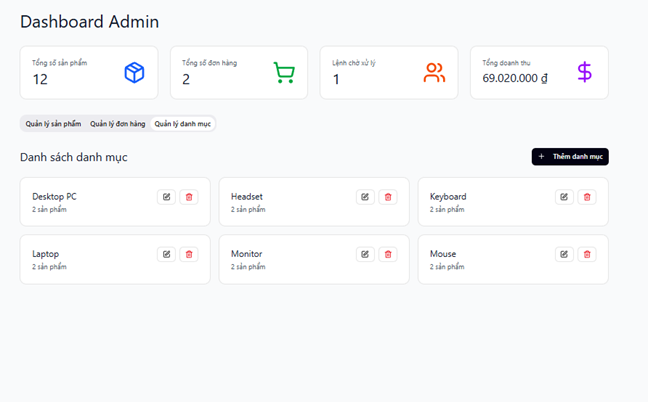 Dashboard Admin
Tổng số sản phẩm
12
Tổng số đơn hàng
2
Lệnh chờ xử lý
1
Tổng doanh thu
69.020.000 ₫
Quản lý sản phẩm Quản lý đơn hàng Quản lý danh mục
Danh sách danh mục
+ Thêm danh mục
Desktop PC
2 sản phẩm
Headset
2 sản phẩm
Keyboard
2 sản phẩm
Laptop
2 sản phẩm
Monitor
2 sản phẩm
Mouse
2 sản phẩm